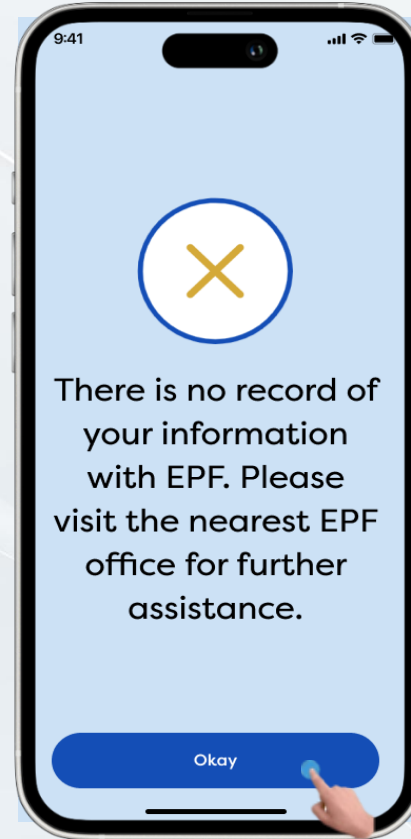 9:41
There is no record of
your information
with EPF. Please
visit the nearest EPF
office for further
assistance.
Okay